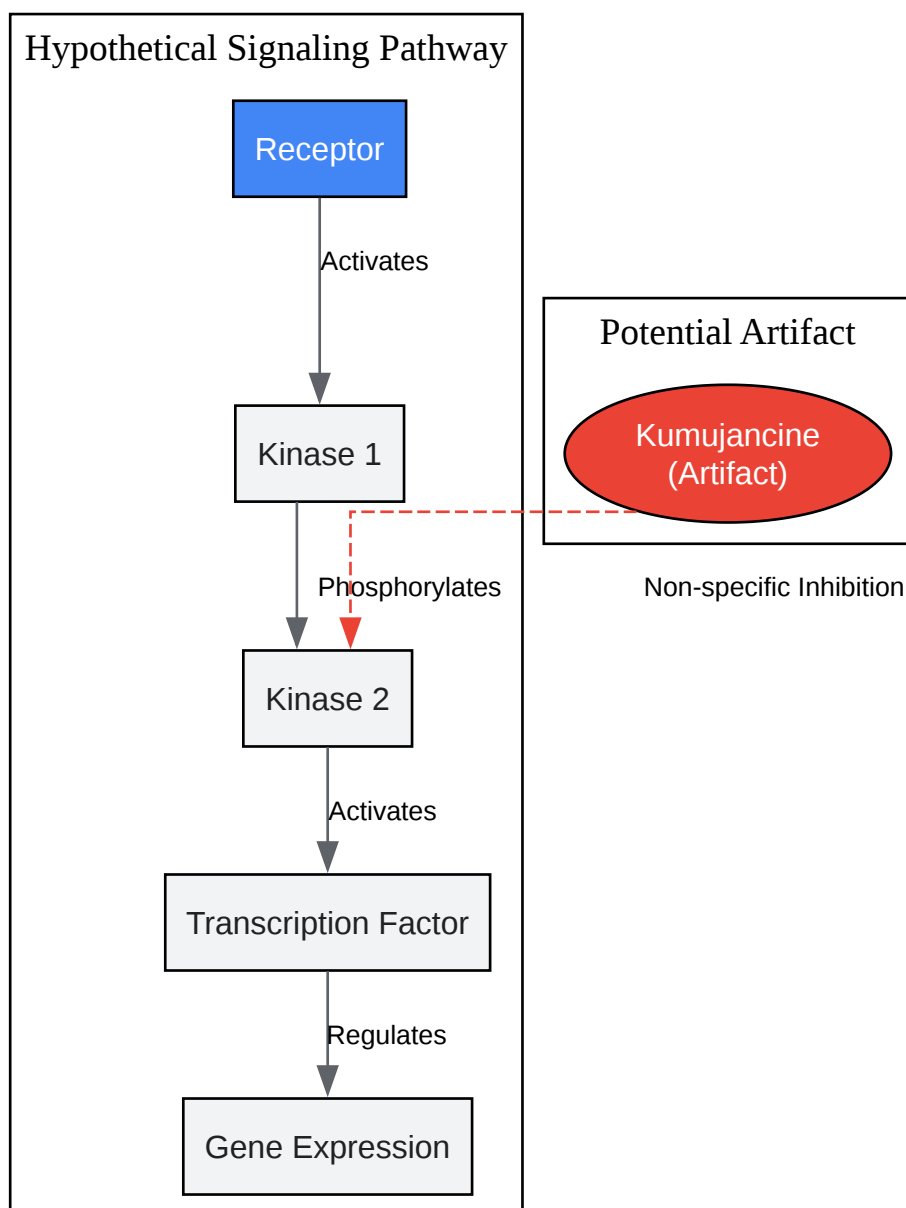 Hypothetical Signaling Pathway
Receptor
Activates
Potential Artifact
Kumujancine
(Artifact)
Kinase 1
Phosphorylates
Non-specific Inhibition
Kinase 2
Activates
Transcription Factor
Regulates
Gene Expression